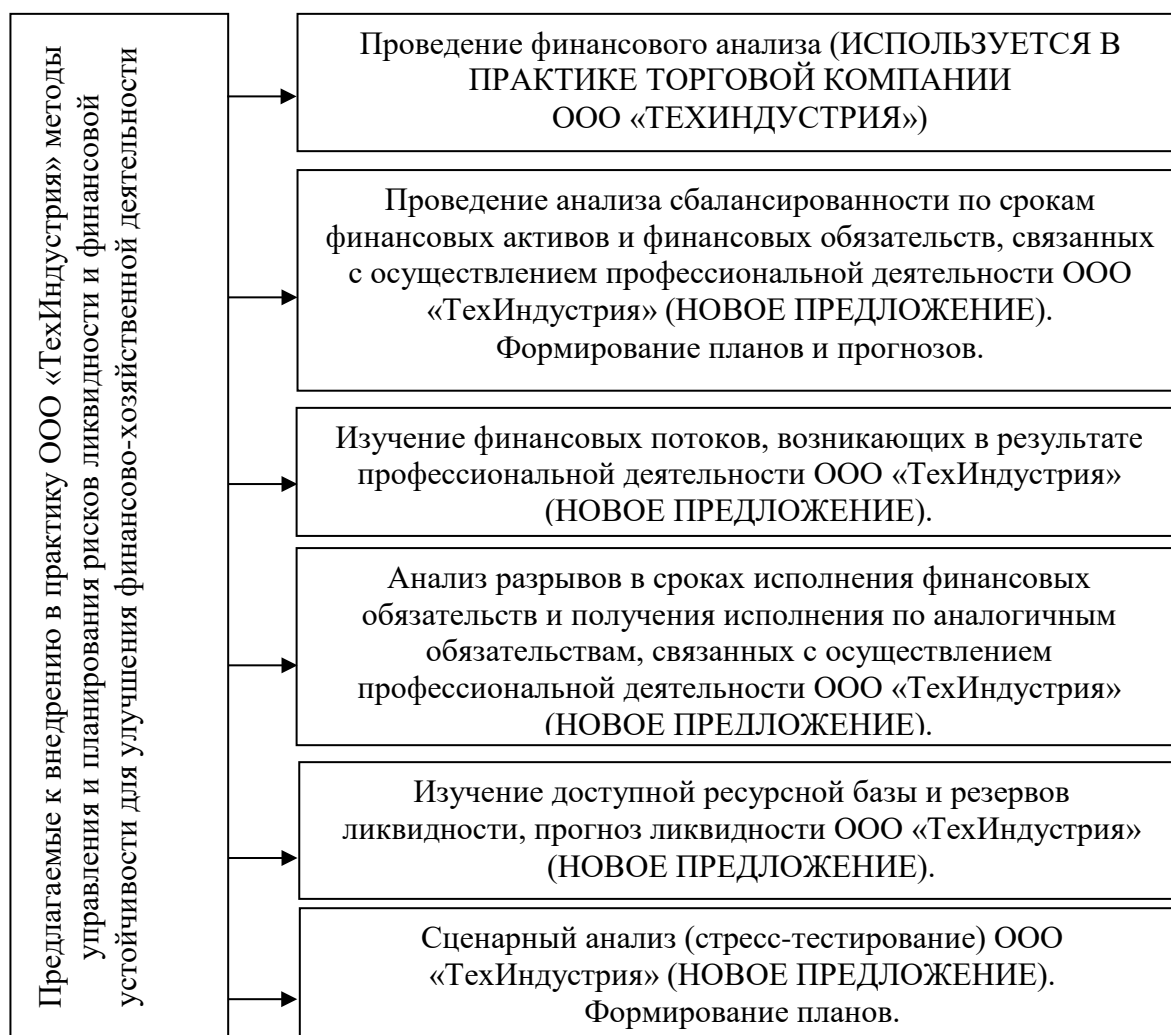 Предлагаемые к внедрению в практику ООО «ТехИндустрия» методы
управления и планирования рисков ликвидности и финансовой
устойчивости для улучшения финансово-хозяйственной деятельности
Проведение финансового анализа (ИСПОЛЬЗУЕТСЯ В
ПРАКТИКЕ ТОРГОВОЙ КОМПАНИИ
ООО «ТЕХИНДУСТРИЯ»)
Проведение анализа сбалансированности по срокам
финансовых активов и финансовых обязательств, связанных
с осуществлением профессиональной деятельности ООО
«ТехИндустрия» (НОВОЕ ПРЕДЛОЖЕНИЕ).
Формирование планов и прогнозов.
Изучение финансовых потоков, возникающих в результате
профессиональной деятельности ООО «ТехИндустрия»
(НОВОЕ ПРЕДЛОЖЕНИЕ).
Анализ разрывов в сроках исполнения финансовых
обязательств и получения исполнения по аналогичным
обязательствам, связанных с осуществлением
профессиональной деятельности ООО «ТехИндустрия»
(НОВОЕ ПРЕДЛОЖЕНИЕ).
Изучение доступной ресурсной базы и резервов
ликвидности, прогноз ликвидности ООО «ТехИндустрия»
(НОВОЕ ПРЕДЛОЖЕНИЕ).
Сценарный анализ (стресс-тестирование) ООО
«ТехИндустрия» (НОВОЕ ПРЕДЛОЖЕНИЕ).
Формирование планов.